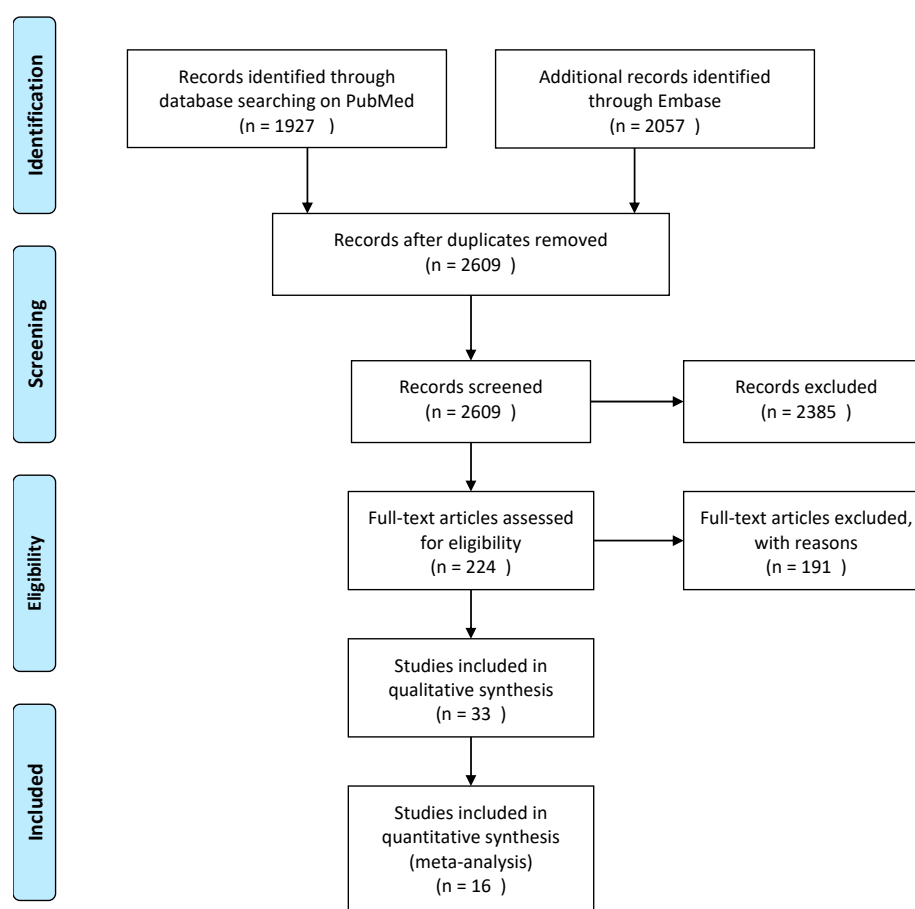 Identification
Records identified through
database searching on PubMed
(n = 1927 )
Additional records identified
through Embase
(n = 2057 )
Records after duplicates removed
(n = 2609 )
Screening
Records screened
(n = 2609 )
Records excluded
(n = 2385 )
Eligibility
Full-text articles assessed
for eligibility
(n = 224 )
Full-text articles excluded,
with reasons
(n = 191 )
Studies included in
qualitative synthesis
(n = 33 )
Included
Studies included in
quantitative synthesis
(meta-analysis)
(n = 16 )